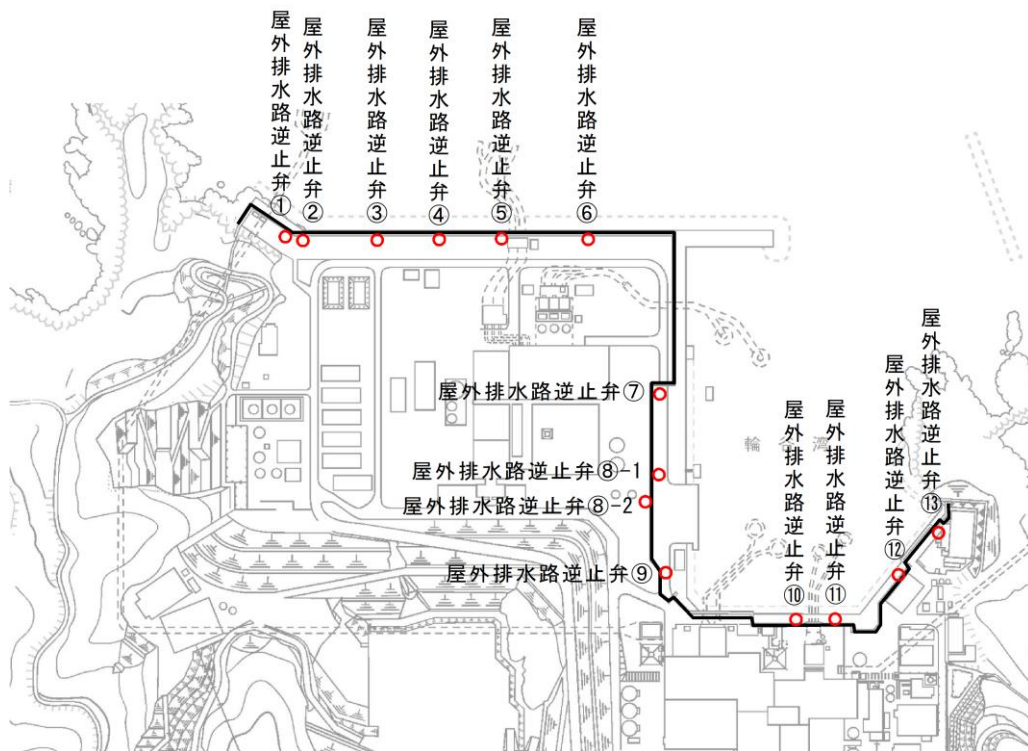 屋外排水路逆止弁①
屋外排水路逆止弁②
屋外排水路逆止弁③
屋外排水路逆止弁④
屋外排水路逆止弁⑤
屋外排水路逆止弁⑥
屋外排水路逆止弁⑦
屋外排水路逆止弁⑧-1
屋外排水路逆止弁⑧-2
屋外排水路逆止弁⑨
屋外排水路逆止弁⑩
屋外排水路逆止弁⑪
屋外排水路逆止弁⑫
屋外排水路逆止弁⑬
輪谷湾